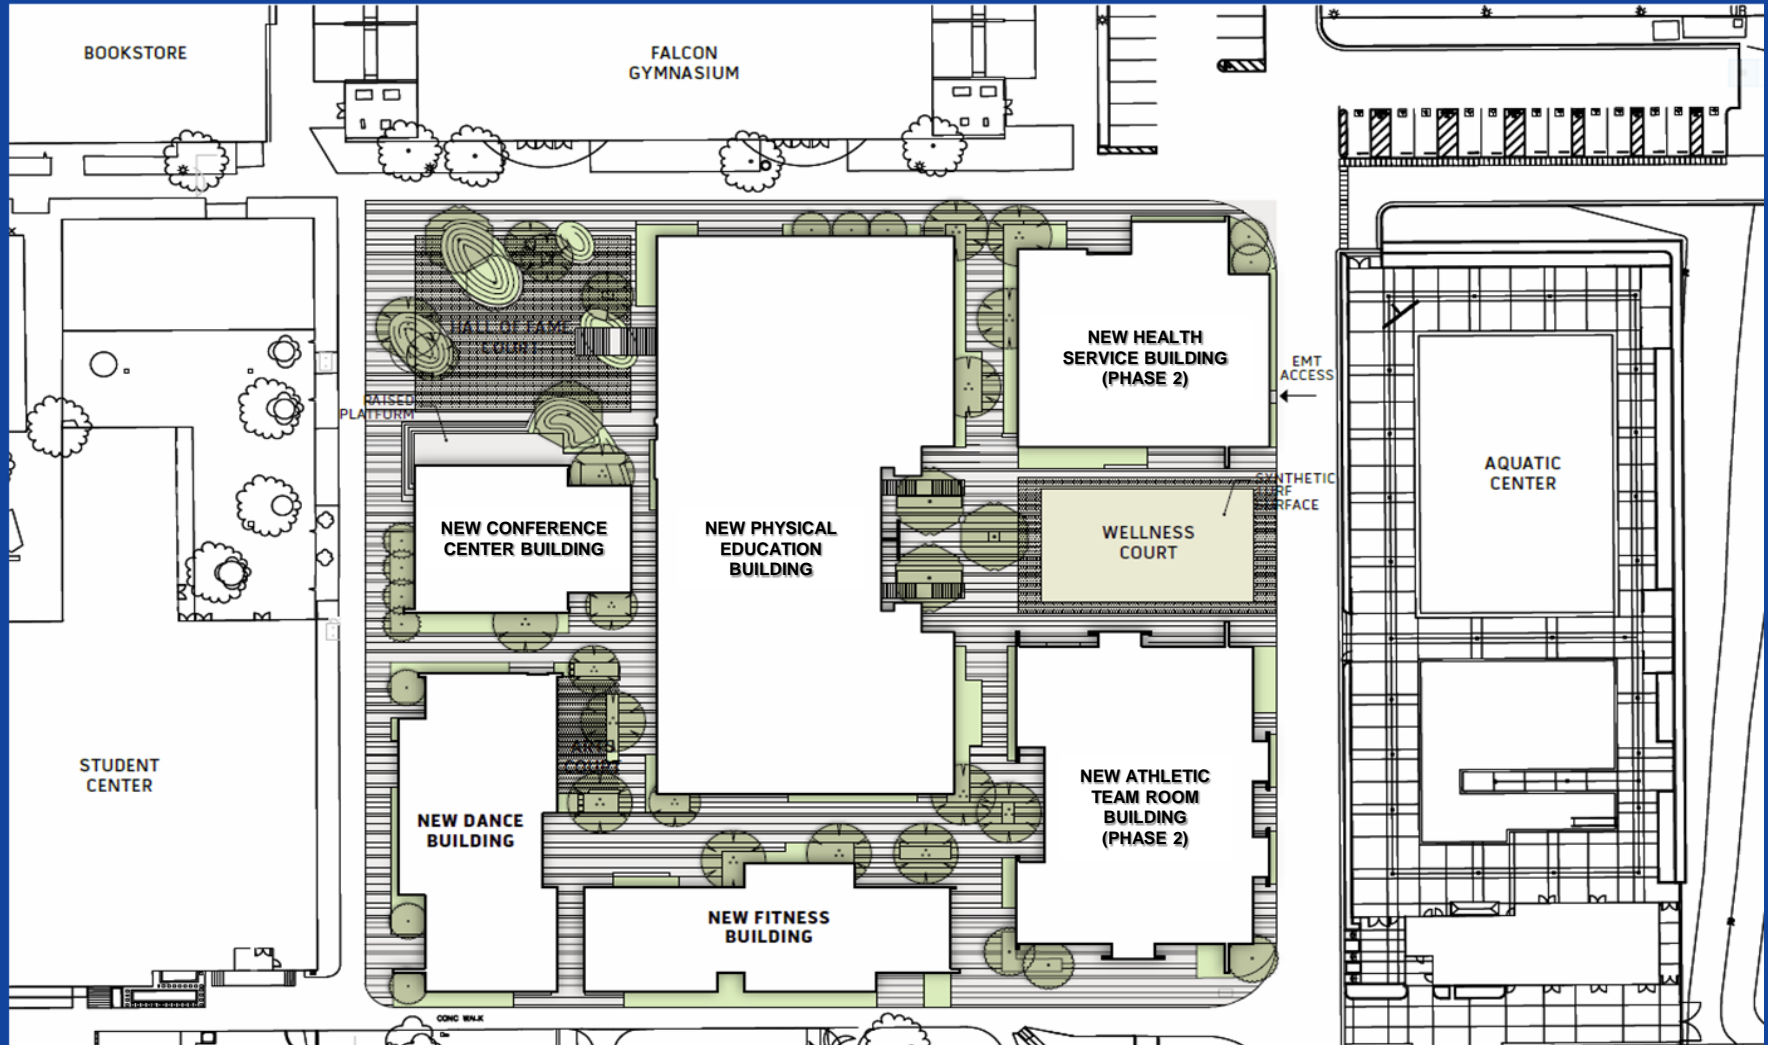 BOOKSTORE
FALCON
GYMNASIUM
UB
HALL OF FAME
COURT
RAISED
PLATFORM
NEW HEALTH
SERVICE BUILDING
(PHASE 2)
EMT
ACCESS
AQUATIC
CENTER
SYNTHETIC
TURF
SURFACE
WELLNESS
COURT
NEW CONFERENCE
CENTER BUILDING
NEW PHYSICAL
EDUCATION
BUILDING
STUDENT
CENTER
ARTS
COURT
NEW DANCE
BUILDING
NEW ATHLETIC
TEAM ROOM
BUILDING
(PHASE 2)
NEW FITNESS
BUILDING
CONC WALK